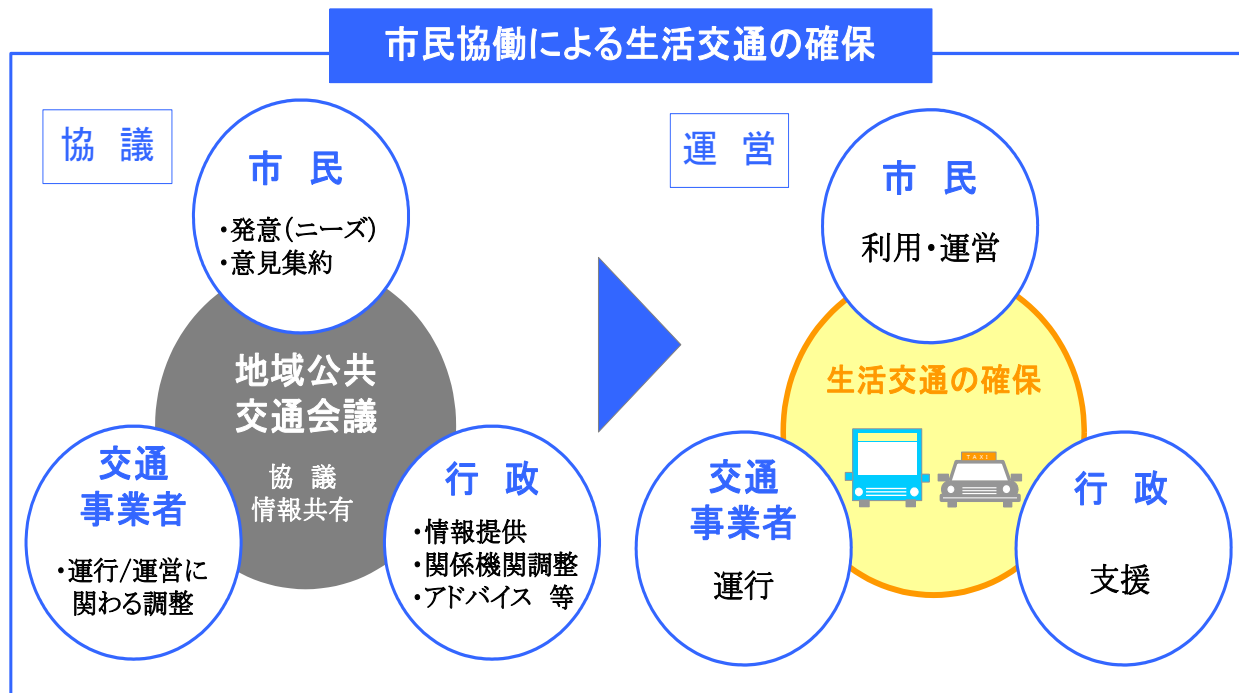 市民協働による生活交通の確保
協 議
市 民
・発意(ニーズ)
・意見集約
地域公共
交通会議
協 議
情報共有
交通
事業者
・運行/運営に
関わる調整
行 政
・情報提供
・関係機関調整
・アドバイス 等
運 営
市 民
利用・運営
生活交通の確保
TAXI
交通
事業者
運行
行 政
支援